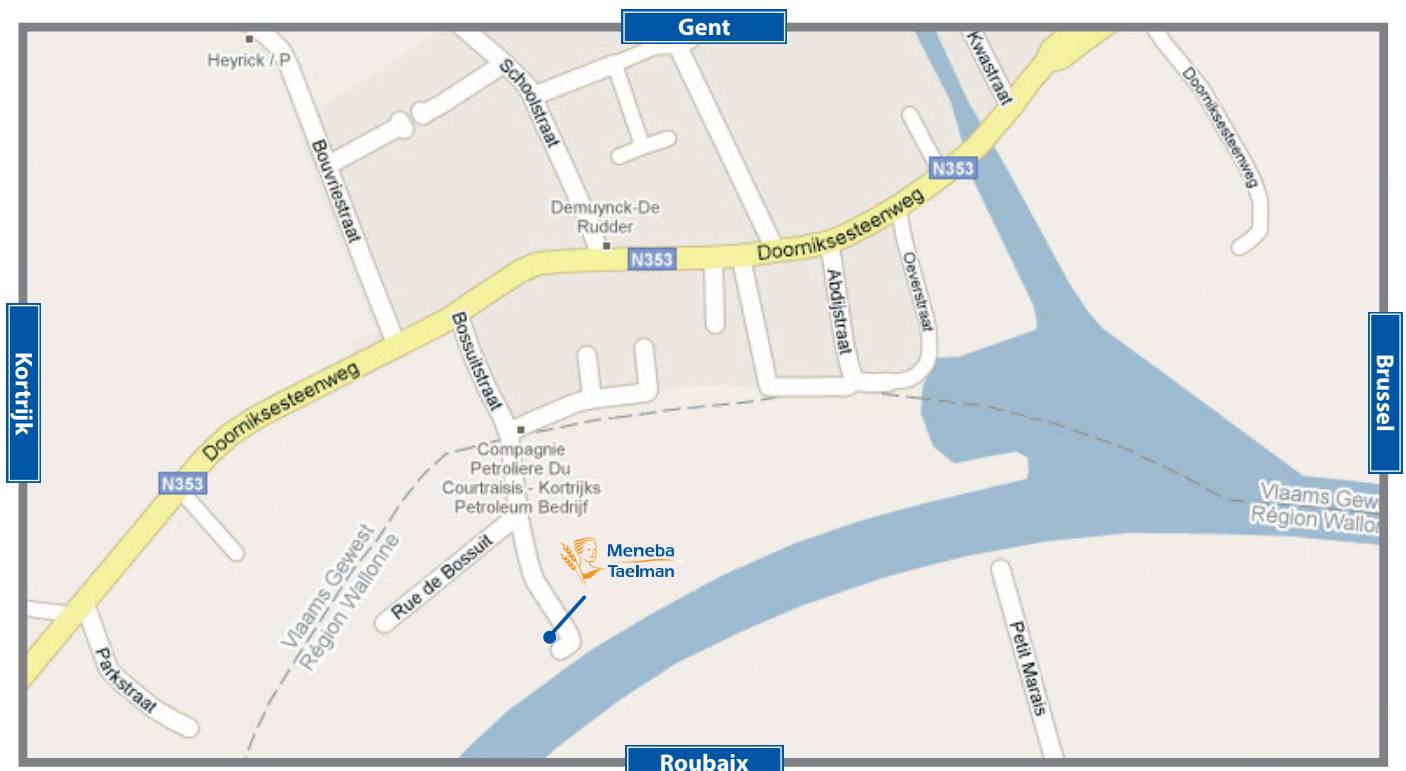 Gent
Heyrick / P
Schoolstraat
Kwastraat
Doorniksesteenweg
Bouvriestraat
N353
Demuynck-De
Rudder
Doorniksesteenweg
N353
Abdijstraat
Oeverstraat
Kortrijk
Brussel
Bossuitstraat
Doorniksesteenweg
N353
Compagnie
Petroliere Du
Courtraisis - Kortrijks
Petroleum Bedrijf
Vlaams Gew
Région Wallon
Vlaams Gewest
Région Wallonne
Rue de Bossuit
Meneba
Taelman
Parkstraat
Petit Marais
Roubaix